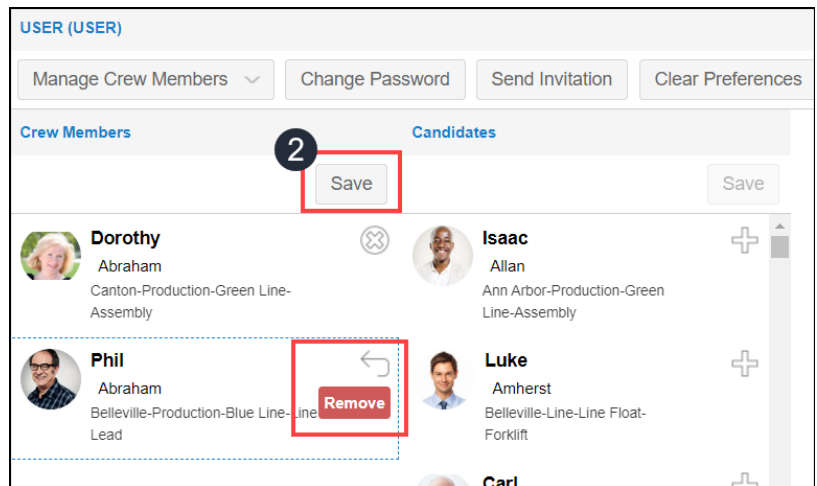 USER (USER)
Manage Crew Members
Change Password
Send Invitation
Clear Preferences
Crew Members
Candidates
2
Save
Save
Dorothy
Abraham
Canton-Production-Green Line-
Assembly
Isaac
Allan
Ann Arbor-Production-Green
Line-Assembly
Phil
Abraham
Belleville-Production-Blue Line-Line
Lead
Remove
Luke
Amherst
Belleville-Line-Line Float-
Forklift
Carl